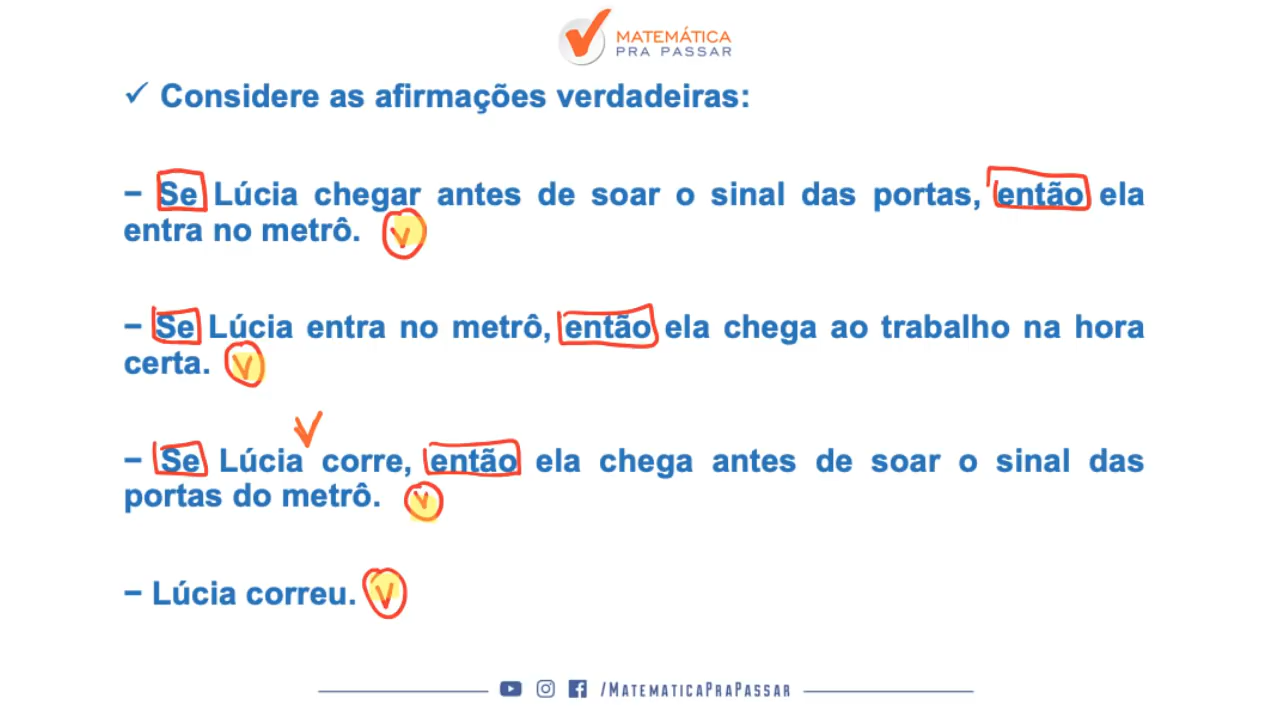 MATEMÁTICA
PRA PASSAR
✓ Considere as afirmações verdadeiras:
− Se Lúcia chegar antes de soar o sinal das portas, então ela
entra no metrô. V
− Se Lúcia entra no metrô, então ela chega ao trabalho na hora
certa. V
V
− Se Lúcia corre, então ela chega antes de soar o sinal das
portas do metrô. V
− Lúcia correu. V
/MATEMATICAPRAPASSAR